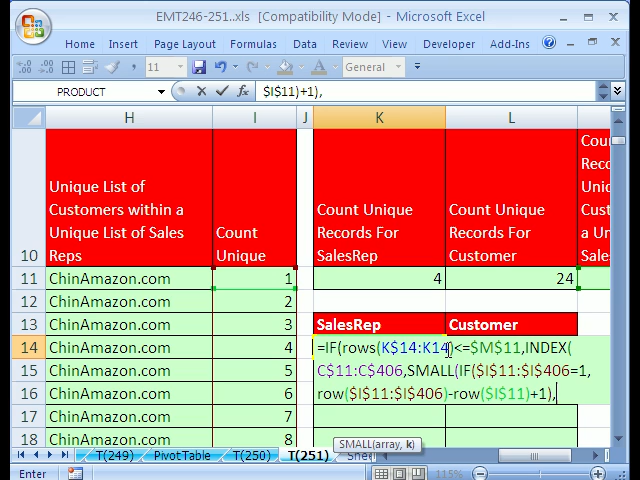 EMT246-251..xls [Compatibility Mode] - Microsoft Excel
Home Insert Page Layout Formulas Data Review View Developer Add-Ins
11 General
PRODUCT $I$11)+1),
H I J K L
10 Unique List of Customers within a Unique List of Sales Reps
Count Unique
Count Unique Records For SalesRep
Count Unique Records For Customer
11 ChinAmazon.com 1 4 24
12 ChinAmazon.com 2
13 ChinAmazon.com 3 SalesRep Customer
14 ChinAmazon.com 4 =IF(rows(K$14:K14)<=$M$11,INDEX(
15 ChinAmazon.com 5 C$11:C$406,SMALL(IF($I$11:$I$406=1,
16 ChinAmazon.com 6 row($I$11:$I$406)-row($I$11)+1),
17 ChinAmazon.com 7
18 ChinAmazon.com 8
SMALL(array, k)
T(249) PivotTable T(250) T(251)
Enter 115%